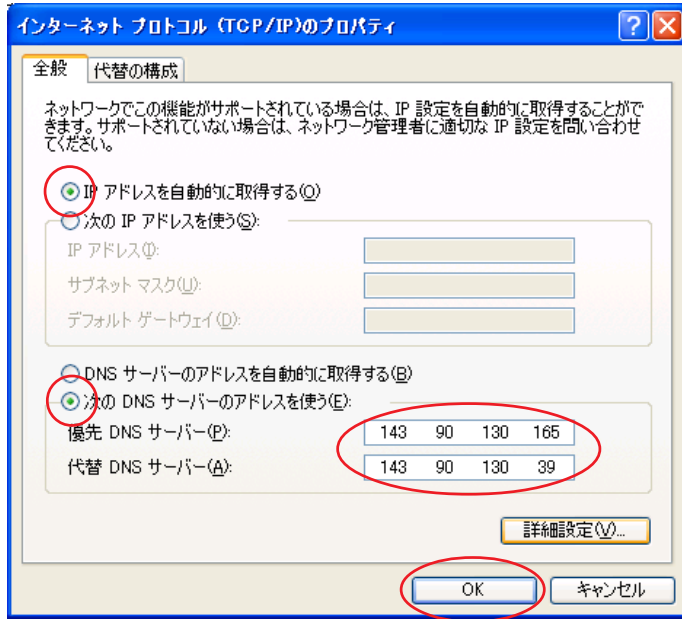 インターネット プロトコル (TCP/IP)のプロパティ
全般 代替の構成
ネットワークでこの機能がサポートされている場合は、IP 設定を自動的に取得することがで
きます。サポートされていない場合は、ネットワーク管理者に適切な IP 設定を問い合わせ
てください。
IP アドレスを自動的に取得する(O)
次の IP アドレスを使う(S):
IP アドレス(I):
サブネット マスク(U):
デフォルト ゲートウェイ(D):
DNS サーバーのアドレスを自動的に取得する(B)
次の DNS サーバーのアドレスを使う(E):
優先 DNS サーバー(P): 143 90 130 165
代替 DNS サーバー(A): 143 90 130 39
詳細設定(V)...
OK キャンセル